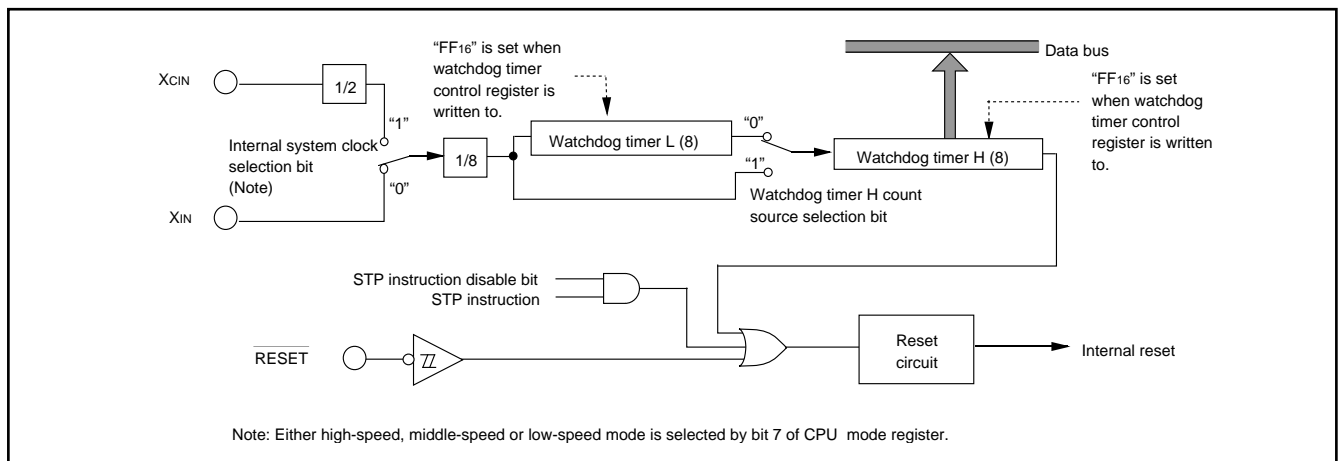 “FF16” is set when
watchdog timer
control register is
written to.
Data bus
“FF16” is set
when watchdog
timer control
register is written
to.
XCIN
1/2
“1”
Internal system clock
selection bit
(Note)
“0”
1/8
Watchdog timer L (8)
“0”
“1”
Watchdog timer H (8)
Watchdog timer H count
source selection bit
XIN
STP instruction disable bit
STP instruction
RESET
Reset
circuit
Internal reset
Note: Either high-speed, middle-speed or low-speed mode is selected by bit 7 of CPU mode register.